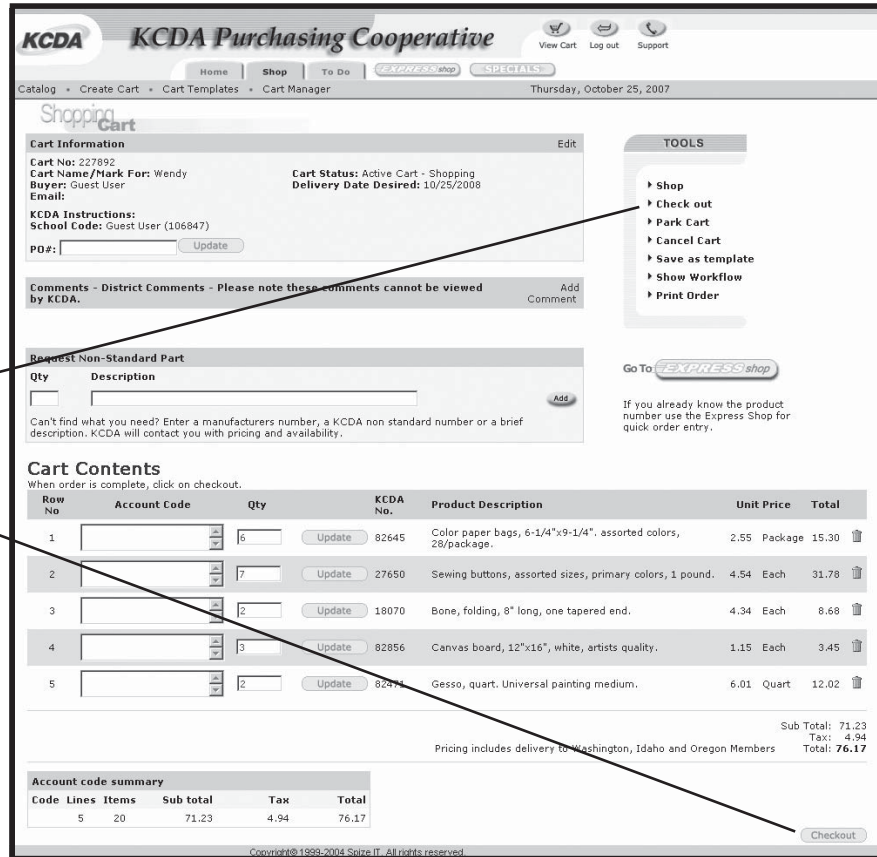 KCDA
KCDA Purchasing Cooperative
View Cart Log out Support
Home Shop To Do EXPRESS shop SPECIALS
Catalog • Create Cart • Cart Templates • Cart Manager Thursday, October 25, 2007
Shopping
Cart
Cart Information Edit
Cart No: 227892
Cart Name/Mark For: Wendy Cart Status: Active Cart - Shopping
Buyer: Guest User Delivery Date Desired: 10/25/2008
Email:
KCDA Instructions:
School Code: Guest User (106847)
PO#: Update
Comments - District Comments - Please note these comments cannot be viewed Add
by KCDA. Comment
Request Non-Standard Part
Qty Description
Add
Can't find what you need? Enter a manufacturers number, a KCDA non standard number or a brief
description. KCDA will contact you with pricing and availability.
TOOLS
Shop
Check out
Park Cart
Cancel Cart
Save as template
Show Workflow
Print Order
Go To EXPRESS shop
If you already know the product
number use the Express Shop for
quick order entry.
Cart Contents
When order is complete, click on checkout.
Row No Account Code Qty KCDA No. Product Description Unit Price Total
1 6 Update 82645 Color paper bags, 6-1/4"x9-1/4". assorted colors, 2.55 Package 15.30
28/package.
2 7 Update 27650 Sewing buttons, assorted sizes, primary colors, 1 pound. 4.54 Each 31.78
3 2 Update 18070 Bone, folding, 8" long, one tapered end. 4.34 Each 8.68
4 3 Update 82856 Canvas board, 12"x16", white, artists quality. 1.15 Each 3.45
5 2 Update 82471 Gesso, quart. Universal painting medium. 6.01 Quart 12.02
Sub Total: 71.23
Tax: 4.94
Pricing includes delivery to Washington, Idaho and Oregon Members Total: 76.17
Account code summary
Code Lines Items Sub total Tax Total
5 20 71.23 4.94 76.17
Checkout
Copyright© 1999-2004 Spize IT. All rights reserved.